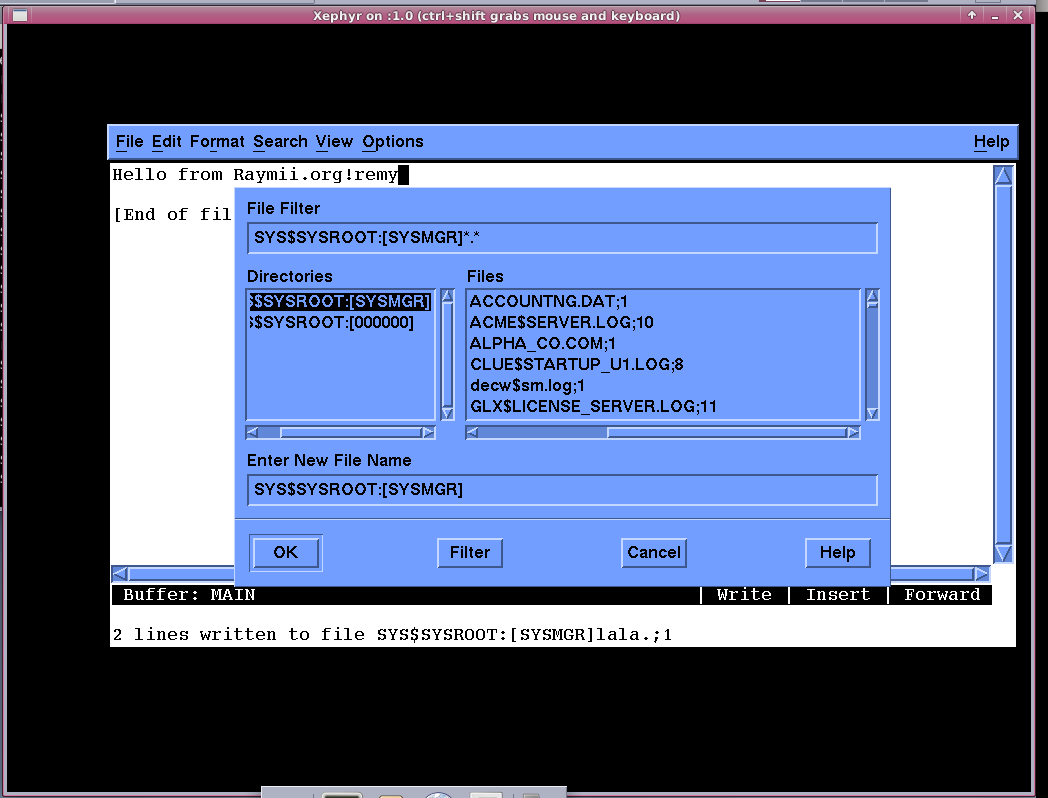 Xephyr on :1.0 (ctrl+shift grabs mouse and keyboard)
File Edit Format Search View Options Help
Hello from Raymii.org!remy
[End of fil
File Filter
SYS$SYSROOT:[SYSMGR]*.*
Directories
$SYSROOT:[SYSMGR]
$SYSROOT:[000000]
Files
ACCOUNTNG.DAT;1
ACME$SERVER.LOG;10
ALPHA_CO.COM;1
CLUE$STARTUP_U1.LOG;8
decw$sm.log;1
GLX$LICENSE_SERVER.LOG;11
Enter New File Name
SYS$SYSROOT:[SYSMGR]
OK Filter Cancel Help
Buffer: MAIN | Write | Insert | Forward
2 lines written to file SYS$SYSROOT:[SYSMGR]lala.;1